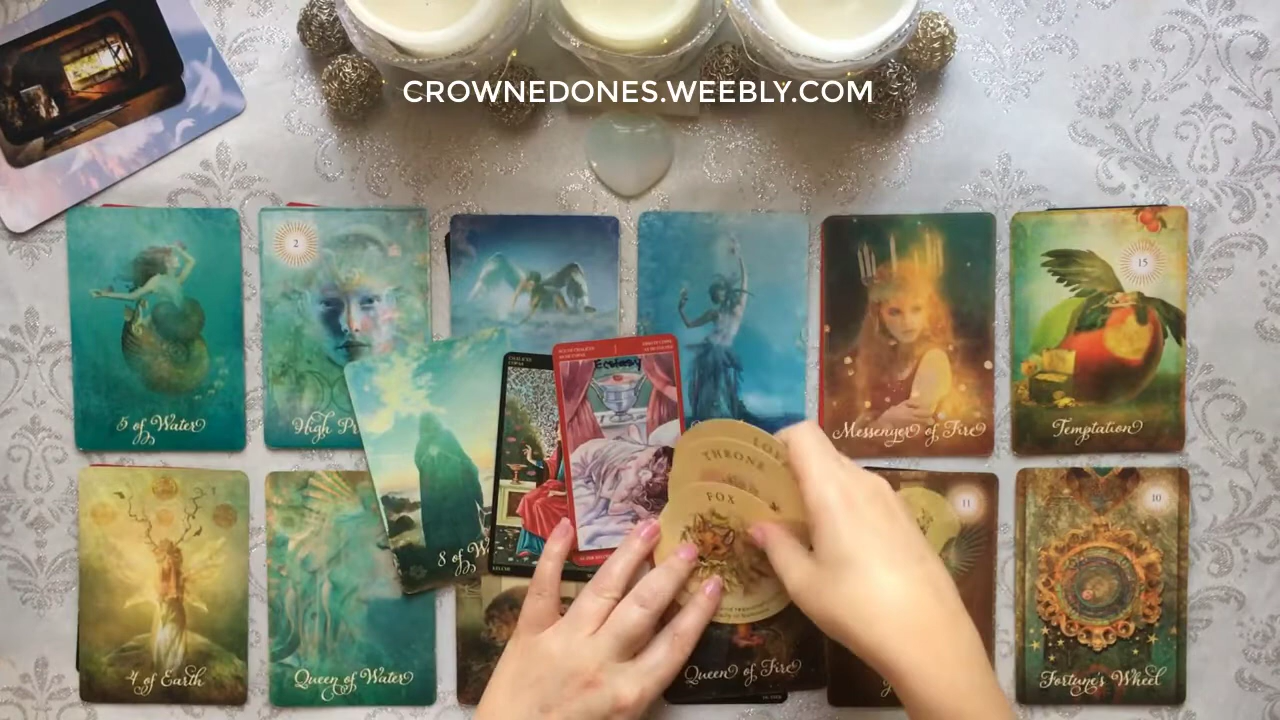 CROWNEDONES.WEEBLY.COM
2
15
5 of Water
High Pr
Messenger of Fire
Temptation
Ecstasy
THRONE
FOX
8 of W
11
10
4 of Earth
Queen of Water
Queen of Fire
Fortune's Wheel